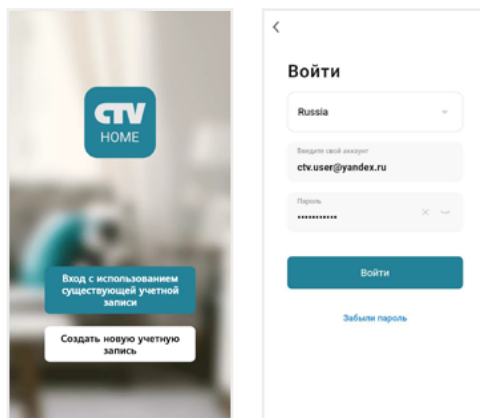 CTV
HOME
Вход с использованием
существующей учетной
записи
Создать новую учетную
запись
Войти
Russia
Введите свой аккаунт
ctv.user@yandex.ru
Пароль
•••••••••••
Войти
Забыли пароль